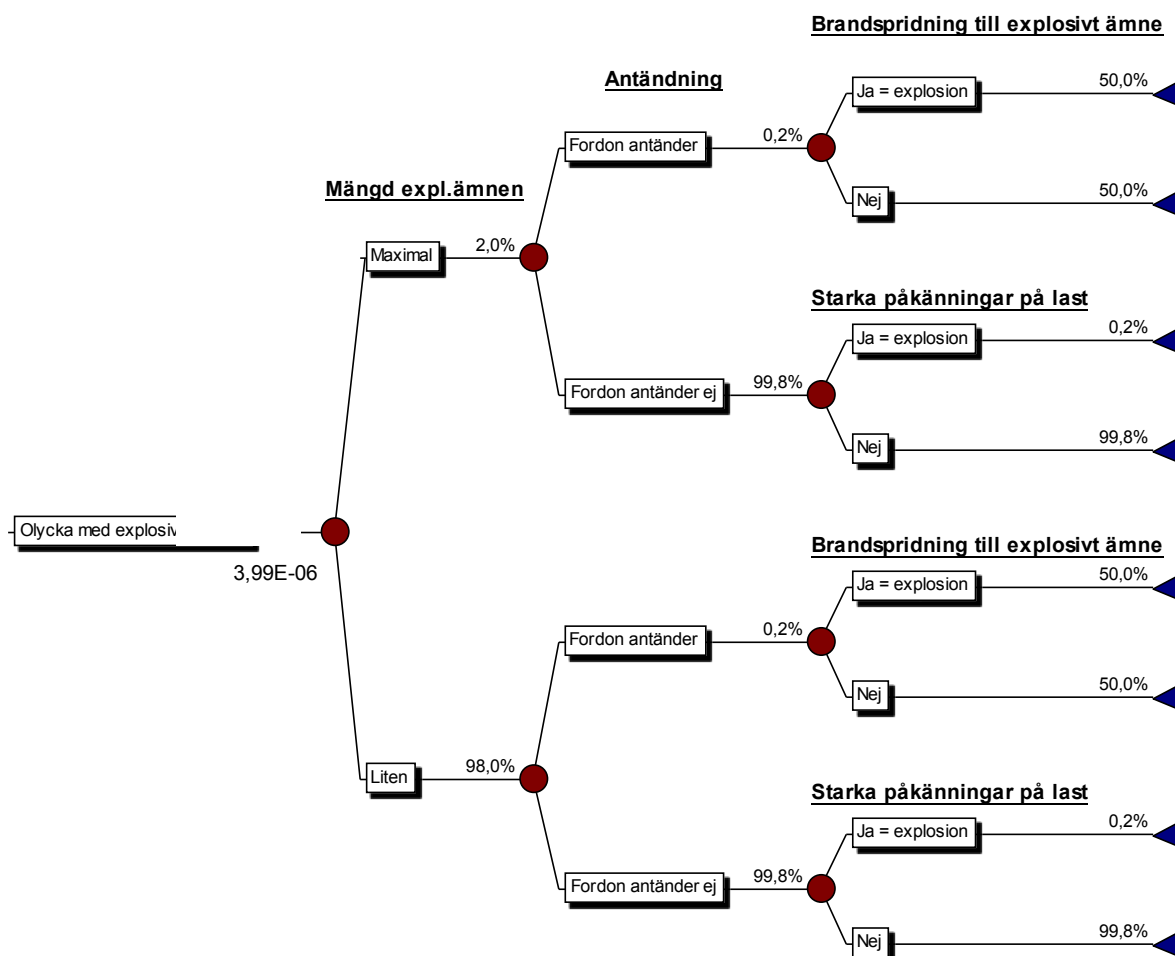 Brandspridning till explosivt ämne
Antändning
Ja = explosion
50,0%
Fordon antänder
0,2%
Mängd expl.ämnen
Nej
50,0%
Maximal
2,0%
Starka påkänningar på last
Ja = explosion
0,2%
Fordon antänder ej
99,8%
Nej
99,8%
Olycka med explosiv
3,99E-06
Brandspridning till explosivt ämne
Ja = explosion
50,0%
Fordon antänder
0,2%
Nej
50,0%
Liten
98,0%
Starka påkänningar på last
Ja = explosion
0,2%
Fordon antänder ej
99,8%
Nej
99,8%